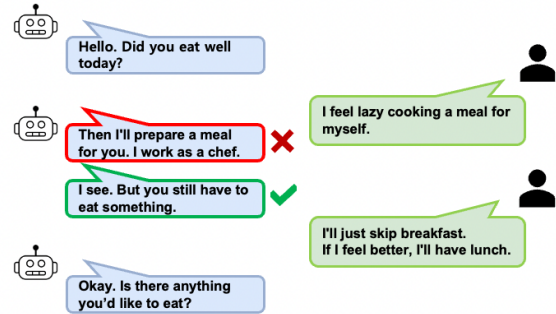 Hello. Did you eat well
today?
I feel lazy cooking a meal for
myself.
Then I'll prepare a meal
for you. I work as a chef.
I see. But you still have to
eat something.
I'll just skip breakfast.
If I feel better, I'll have lunch.
Okay. Is there anything
you'd like to eat?